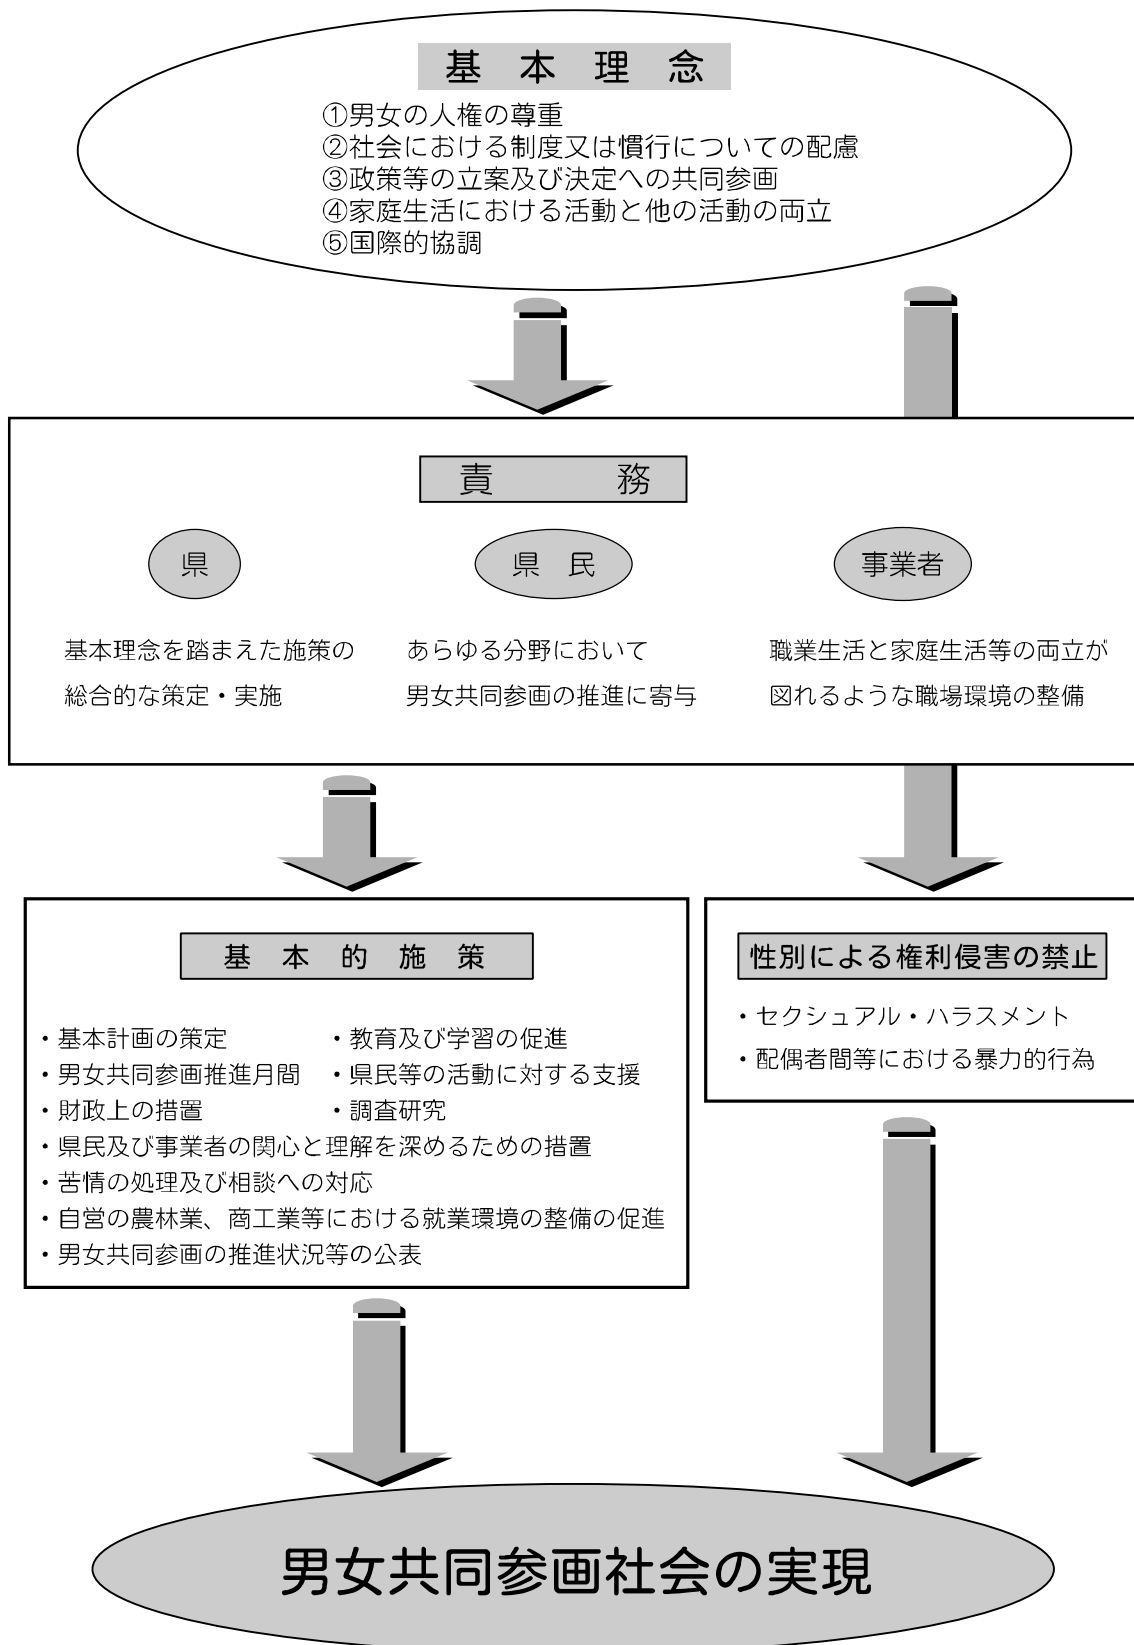 基本理念
①男女の人権の尊重
②社会における制度又は慣行についての配慮
③政策等の立案及び決定への共同参画
④家庭生活における活動と他の活動の両立
⑤国際的協調
責務
県
基本理念を踏まえた施策の
総合的な策定・実施
県民
あらゆる分野において
男女共同参画の推進に寄与
事業者
職業生活と家庭生活等の両立が
図れるような職場環境の整備
基本的施策
・基本計画の策定
・教育及び学習の促進
・男女共同参画推進月間
・県民等の活動に対する支援
・財政上の措置
・調査研究
・県民及び事業者の関心と理解を深めるための措置
・苦情の処理及び相談への対応
・自営の農林業、商工業等における就業環境の整備の促進
・男女共同参画の推進状況等の公表
性別による権利侵害の禁止
・セクシュアル・ハラスメント
・配偶者間等における暴力的行為
男女共同参画社会の実現